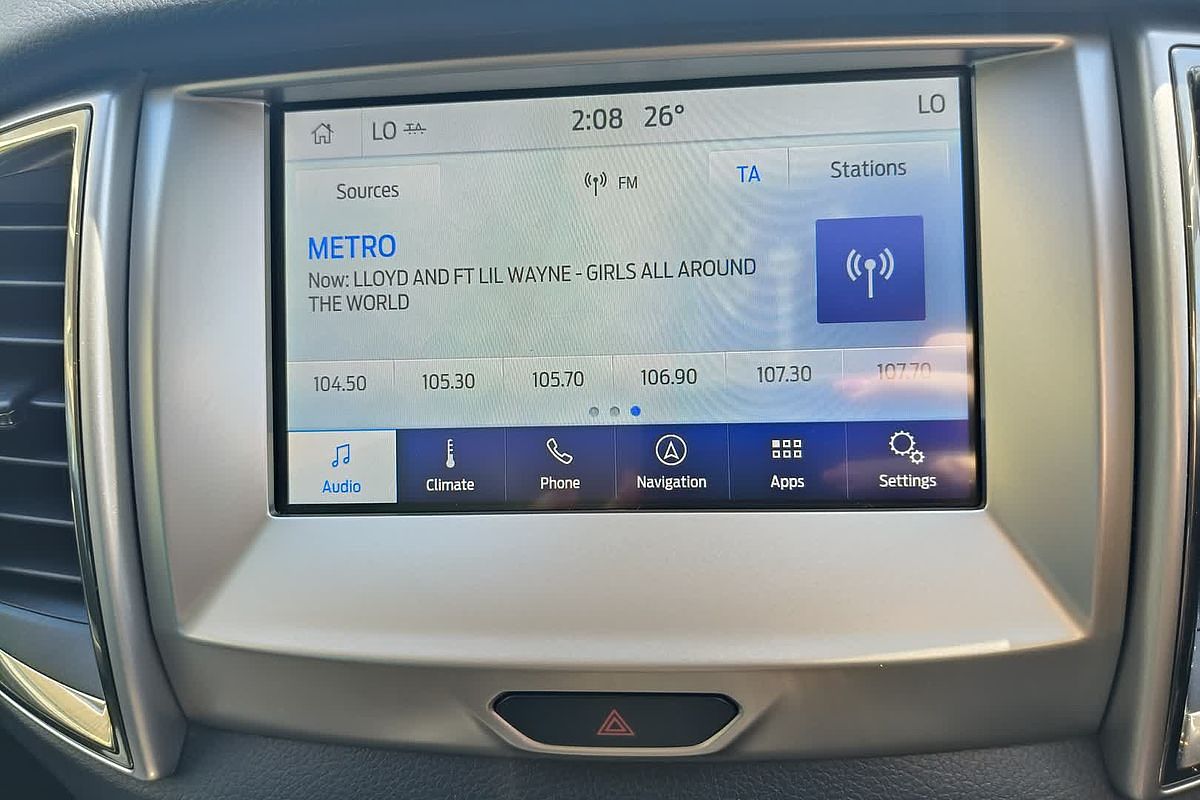 LO TA 2:08 26° LO
Sources FM TA Stations
METRO
Now: LLOYD AND FT LIL WAYNE - GIRLS ALL AROUND
THE WORLD
104.50 105.30 105.70 106.90 107.30 107.70
Audio Climate Phone Navigation Apps Settings